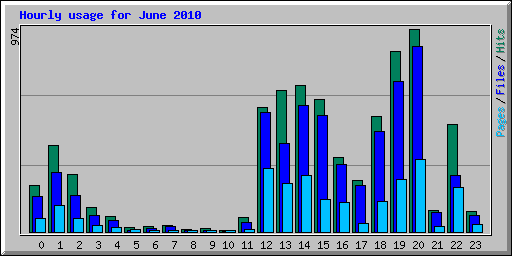 Hourly usage for June 2010
974
Pages / Files / Hits
0 1 2 3 4 5 6 7 8 9 10 11 12 13 14 15 16 17 18 19 20 21 22 23